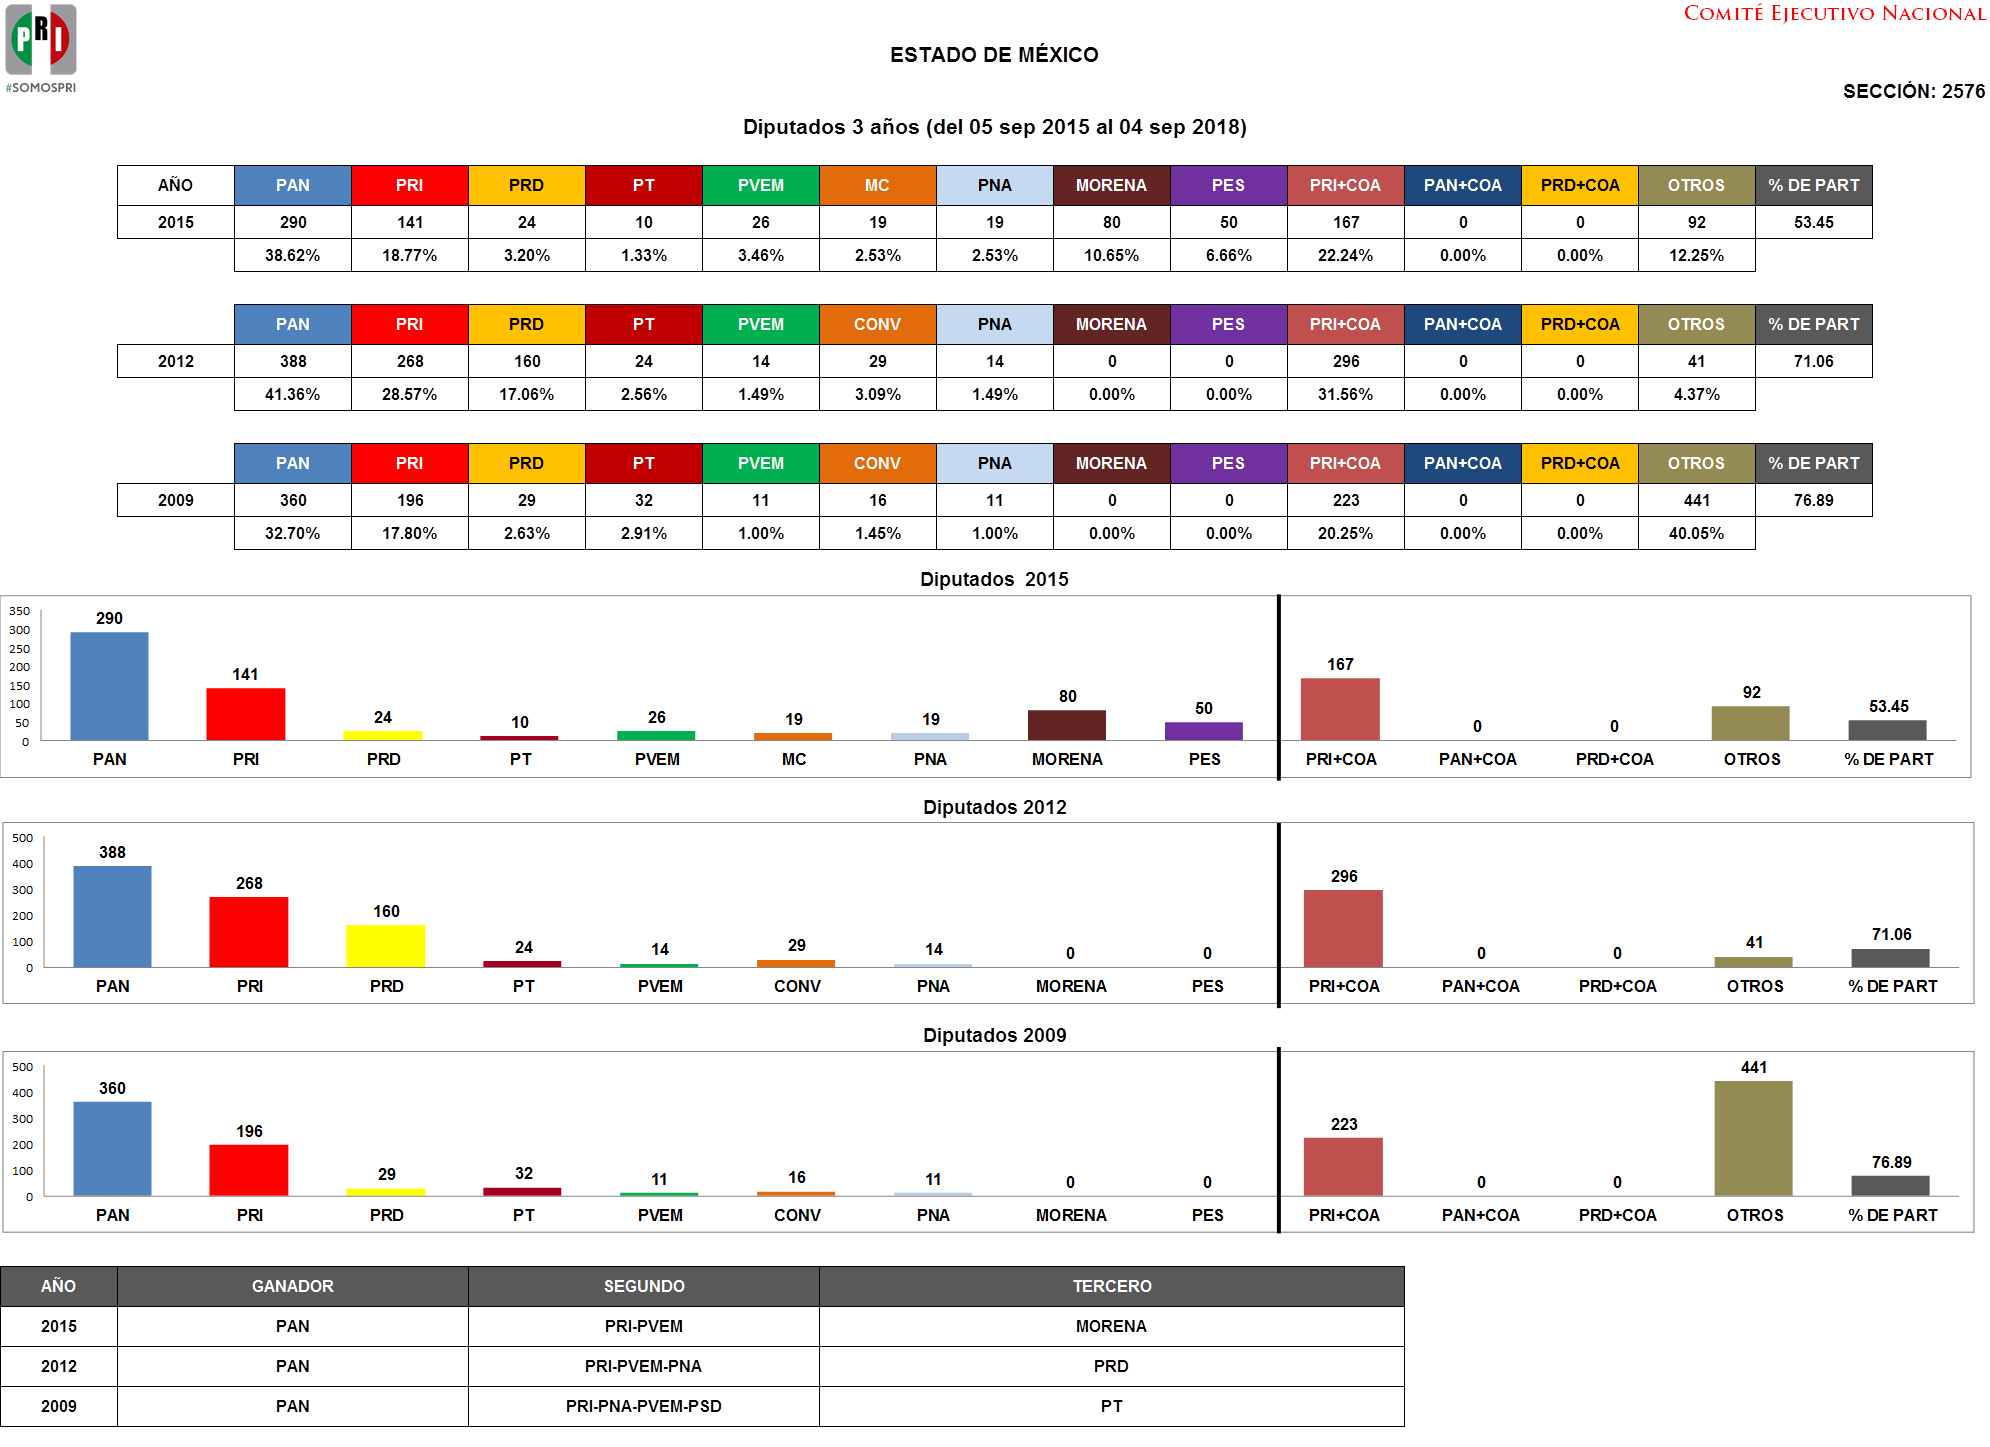 PRI
#SOMOSPRI
COMITÉ EJECUTIVO NACIONAL
ESTADO DE MÉXICO
SECCIÓN: 2576
Diputados 3 años (del 05 sep 2015 al 04 sep 2018)
AÑO PAN PRI PRD PT PVEM MC PNA MORENA PES PRI+COA PAN+COA PRD+COA OTROS % DE PART
2015 290 141 24 10 26 19 19 80 50 167 0 0 92 53.45
38.62% 18.77% 3.20% 1.33% 3.46% 2.53% 2.53% 10.65% 6.66% 22.24% 0.00% 0.00% 12.25%
PAN PRI PRD PT PVEM CONV PNA MORENA PES PRI+COA PAN+COA PRD+COA OTROS % DE PART
2012 388 268 160 24 14 29 14 0 0 296 0 0 41 71.06
41.36% 28.57% 17.06% 2.56% 1.49% 3.09% 1.49% 0.00% 0.00% 31.56% 0.00% 0.00% 4.37%
PAN PRI PRD PT PVEM CONV PNA MORENA PES PRI+COA PAN+COA PRD+COA OTROS % DE PART
2009 360 196 29 32 11 16 11 0 0 223 0 0 441 76.89
32.70% 17.80% 2.63% 2.91% 1.00% 1.45% 1.00% 0.00% 0.00% 20.25% 0.00% 0.00% 40.05%
Diputados 2015
350
300
250
200
150
100
50
0
290 141 24 10 26 19 19 80 50 167 0 0 92 53.45
PAN PRI PRD PT PVEM MC PNA MORENA PES PRI+COA PAN+COA PRD+COA OTROS % DE PART
Diputados 2012
500
400
300
200
100
0
388 268 160 24 14 29 14 0 0 296 0 0 41 71.06
PAN PRI PRD PT PVEM CONV PNA MORENA PES PRI+COA PAN+COA PRD+COA OTROS % DE PART
Diputados 2009
500
400
300
200
100
0
360 196 29 32 11 16 11 0 0 223 0 0 441 76.89
PAN PRI PRD PT PVEM CONV PNA MORENA PES PRI+COA PAN+COA PRD+COA OTROS % DE PART
AÑO GANADOR SEGUNDO TERCERO
2015 PAN PRI-PVEM MORENA
2012 PAN PRI-PVEM-PNA PRD
2009 PAN PRI-PNA-PVEM-PSD PT